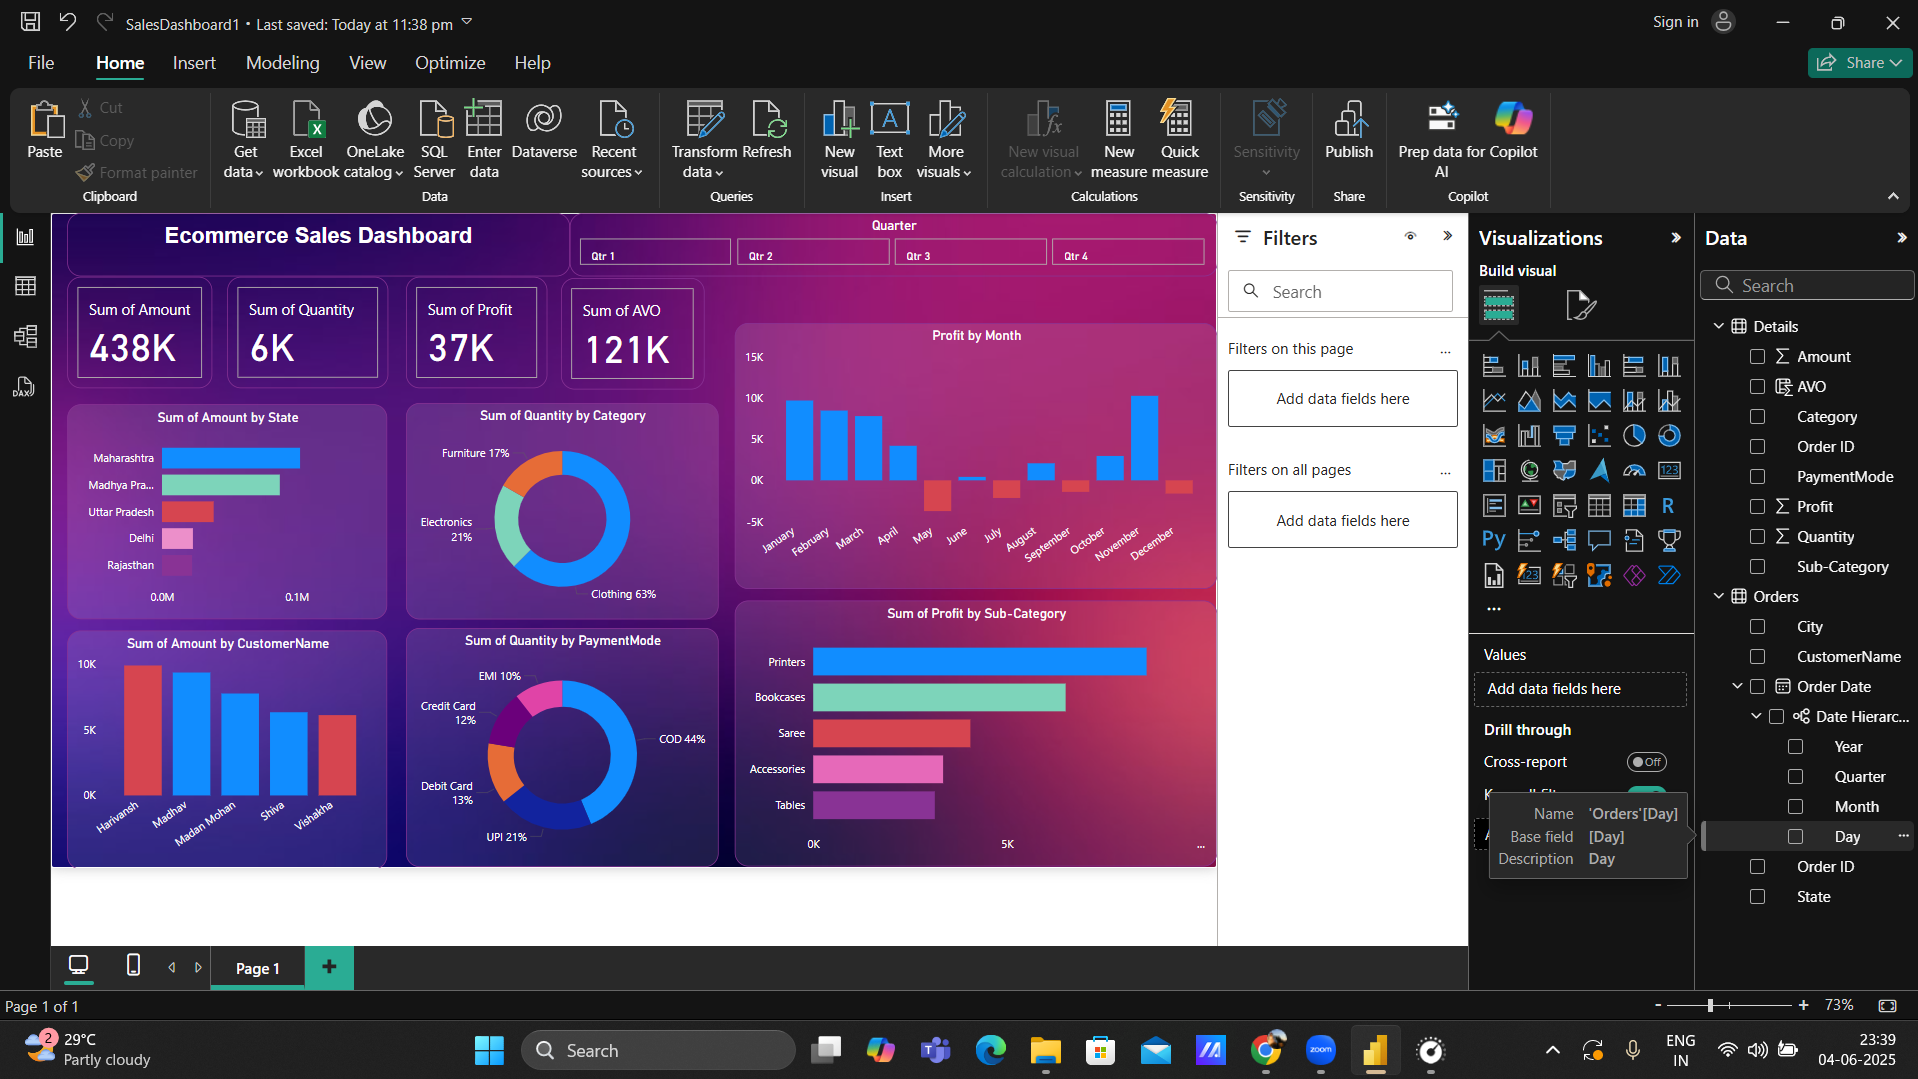 SalesDashboard1 • Last saved: Today at 11:38 pm
Sign in
File
Home
Insert
Modeling
View
Optimize
Help
Share
Paste
Cut
Copy
Format painter
Clipboard
Get data
Excel workbook
OneLake catalog
SQL Server
Enter data
Dataverse
Recent sources
Data
Transform data
Refresh
Queries
New visual
Text box
More visuals
Insert
New visual calculation
New measure
Quick measure
Calculations
Sensitivity
Sensitivity
Publish
Share
Prep data for AI
Copilot
Copilot
Ecommerce Sales Dashboard
Quarter
Qtr 1
Qtr 2
Qtr 3
Qtr 4
Sum of Amount
438K
Sum of Quantity
6K
Sum of Profit
37K
Sum of AVO
121K
Sum of Amount by State
Maharashtra
Madhya Pra...
Uttar Pradesh
Delhi
Rajasthan
0.0M
0.1M
Sum of Quantity by Category
Furniture 17%
Electronics
21%
Clothing 63%
Profit by Month
15K
10K
5K
0K
-5K
January
February
March
April
May
June
July
August
September
October
November
December
Sum of Amount by CustomerName
10K
5K
0K
Harivansh
Madhav
Madan Mohan
Shiva
Vishakha
Sum of Quantity by PaymentMode
EMI 10%
Credit Card
12%
COD 44%
Debit Card
13%
UPI 21%
Sum of Profit by Sub-Category
Printers
Bookcases
Saree
Accessories
Tables
0K
5K
...
Filters
Search
Filters on this page
...
Add data fields here
Filters on all pages
...
Add data fields here
Visualizations
Build visual
123
R
Py
123
...
Values
Add data fields here
Drill through
Cross-report
Off
Name 'Orders'[Day]
Base field [Day]
Description Day
Data
Search
Details
Amount
AVO
Category
Order ID
PaymentMode
Profit
Quantity
Sub-Category
Orders
City
CustomerName
Order Date
Date Hierarc...
Year
Quarter
Month
Day
...
Order ID
State
DAX
Page 1
+
Page 1 of 1
- + 73%
2
29°C
Partly cloudy
Search
zoom
ENG
IN
23:39
04-06-2025